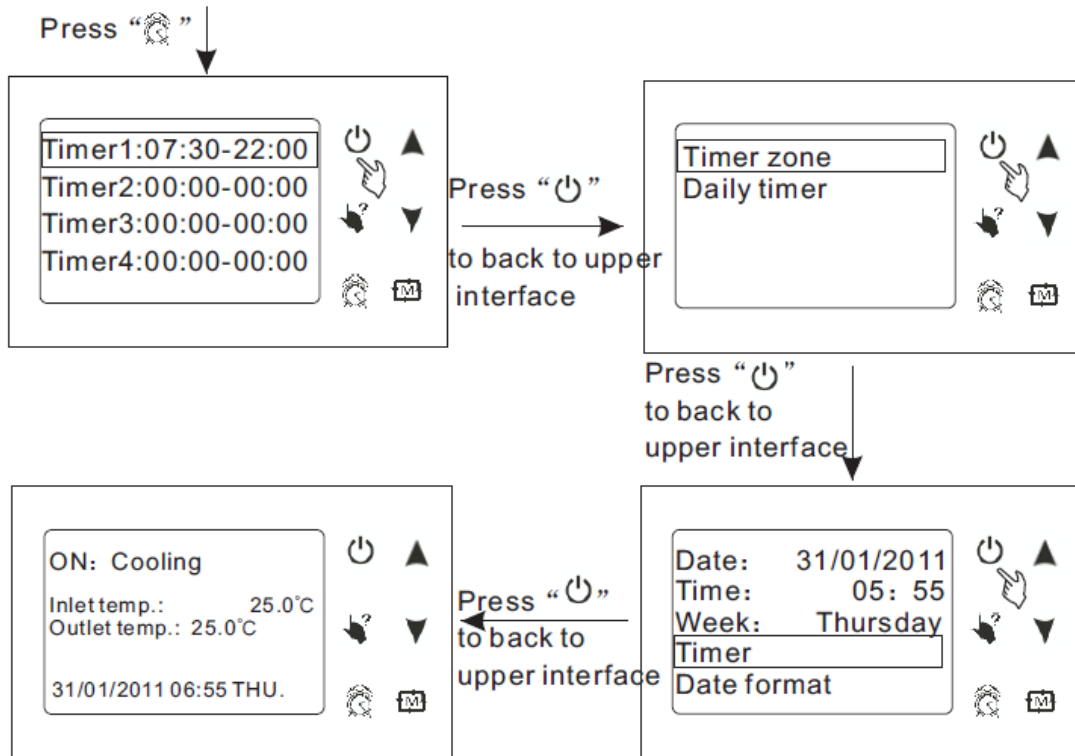 Press “ ”
Timer1:07:30-22:00
Timer2:00:00-00:00
Timer3:00:00-00:00
Timer4:00:00-00:00
?
M
Press “ ”
to back to upper
interface
Timer zone
Daily timer
?
M
Press “ ”
to back to
upper interface
ON: Cooling
Inlet temp.: 25.0℃
Outlet temp.: 25.0℃
31/01/2011 06:55 THU.
?
M
Press “ ”
to back to
upper interface
Date: 31/01/2011
Time: 05: 55
Week: Thursday
Timer
Date format
?
M